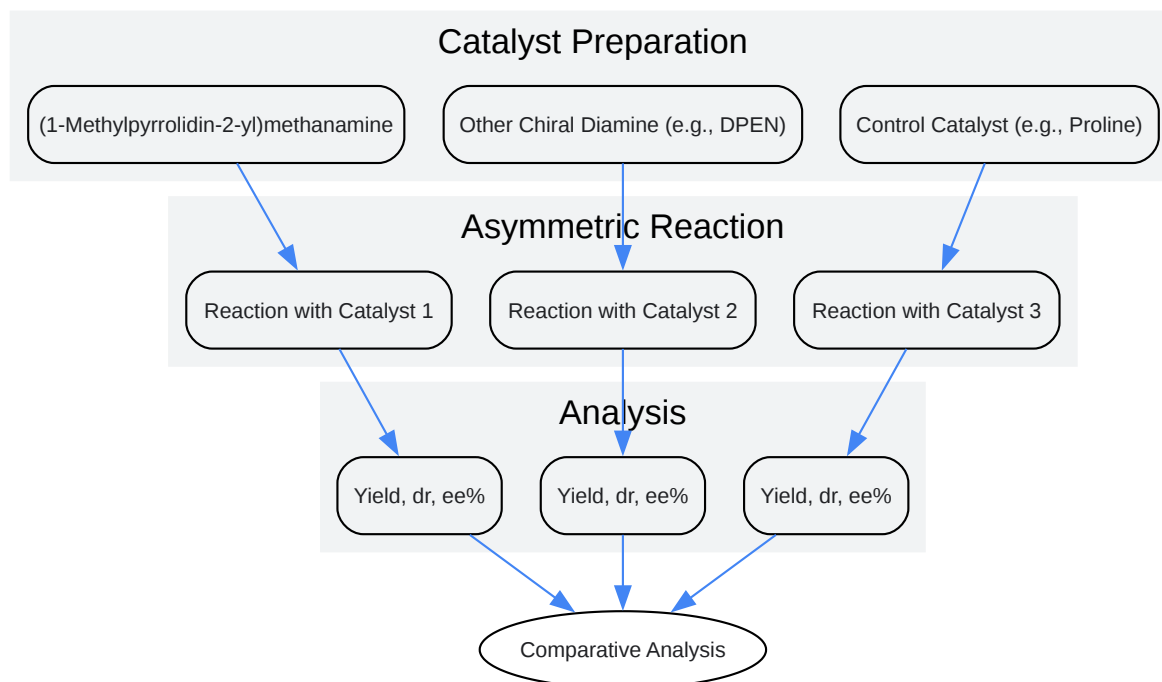 Catalyst Preparation
(1-Methylpyrrolidin-2-yl)methanamine
Other Chiral Diamine (e.g., DPEN)
Control Catalyst (e.g., Proline)
Asymmetric Reaction
Reaction with Catalyst 1
Reaction with Catalyst 2
Reaction with Catalyst 3
Analysis
Yield, dr, ee%
Yield, dr, ee%
Yield, dr, ee%
Comparative Analysis